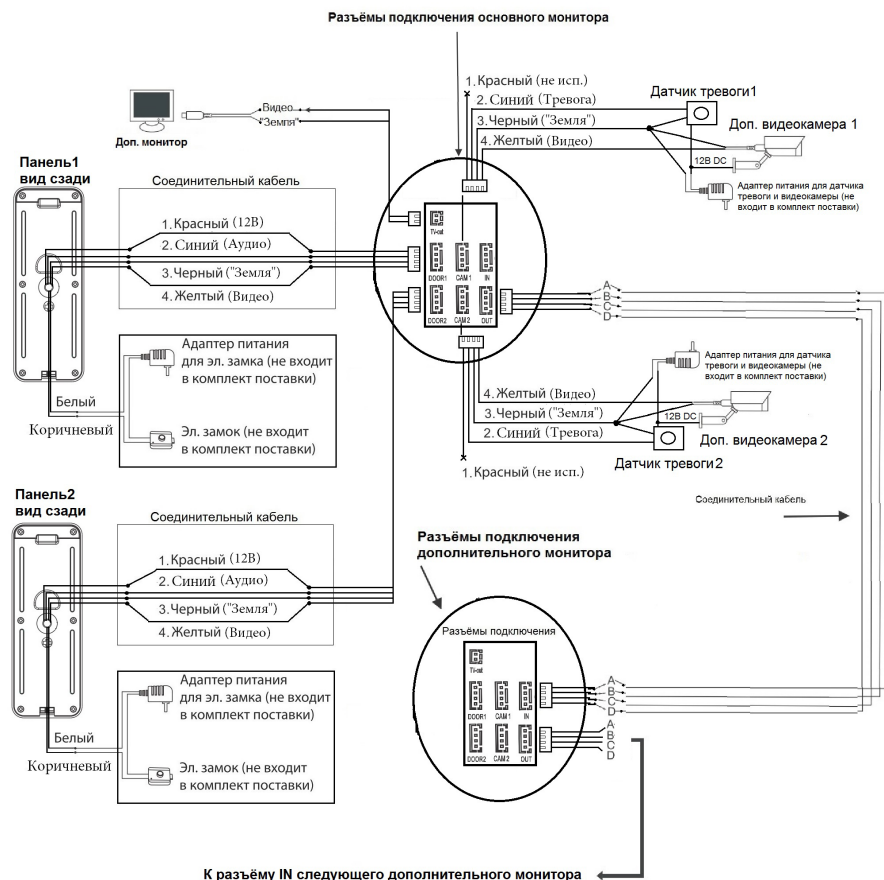 Разъёмы подключения основного монитора
1. Красный (не исп.)
2. Синий (Тревога)
3. Черный ("Земля")
4. Желтый (Видео)
Датчик тревоги1
Доп. видеокамера 1
12В DC
Адаптер питания для датчика
тревоги и видеокамеры (не
входит в комплект поставки)
Видео
"Земля"
Доп. монитор
Панель1
вид сзади
Соединительный кабель
1. Красный (12В)
2. Синий (Аудио)
3. Черный ("Земля")
4. Желтый (Видео)
TV-out
DOOR1
CAM 1
IN
DOOR2
CAM 2
OUT
A
B
C
D
Адаптер питания
для эл. замка (не входит
в комплект поставки)
Белый
Коричневый
Эл. замок (не входит
в комплект поставки)
Адаптер питания для датчика
тревоги и видеокамеры (не
входит в комплект поставки)
4. Желтый (Видео)
3. Черный ("Земля")
2. Синий (Тревога)
1. Красный (не исп.)
12В DC
Доп. видеокамера 2
Датчик тревоги2
Соединительный кабель
Панель2
вид сзади
Соединительный кабель
1. Красный (12В)
2. Синий (Аудио)
3. Черный ("Земля")
4. Желтый (Видео)
Адаптер питания
для эл. замка (не входит
в комплект поставки)
Белый
Коричневый
Эл. замок (не входит
в комплект поставки)
Разъёмы подключения
дополнительного монитора
Разъёмы подключения
TV-out
DOOR1
CAM 1
IN
DOOR2
CAM 2
OUT
A
B
C
D
A
B
C
D
К разъёму IN следующего дополнительного монитора